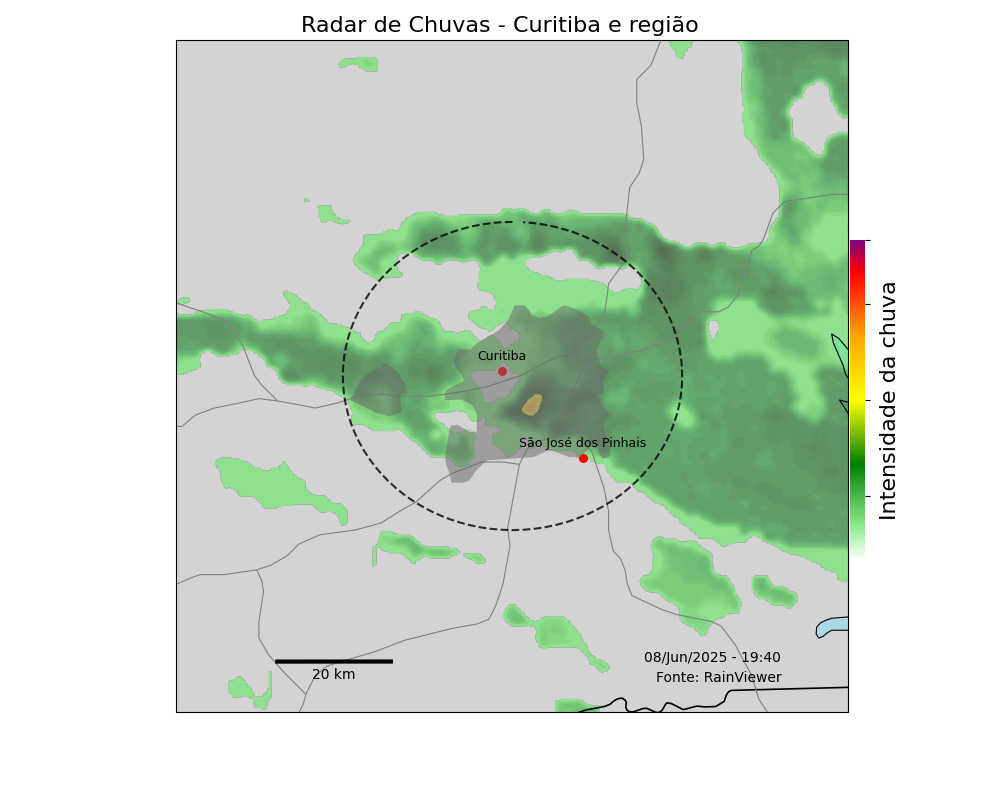 Radar de Chuvas - Curitiba e região
Curitiba
São José dos Pinhais
Intensidade da chuva
08/Jun/2025 - 19:40
Fonte: RainViewer
20 km